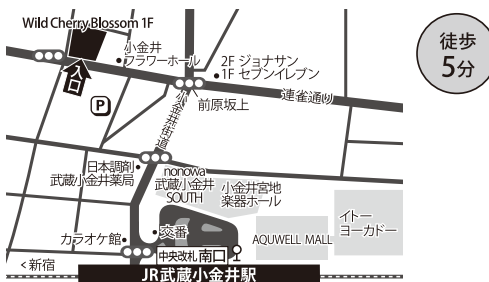 Wild Cherry Blossom 1F
徒歩
5分
小金井
フラワーホール
2F ジョナサン
1F セブンイレブン
入口
P
連雀通り
前原坂上
小金井街道
日本調剤
武蔵小金井薬局
nonowa
武蔵小金井
SOUTH
小金井宮地
楽器ホール
イトー
ヨーカドー
カラオケ館
交番
AQUWELL MALL
中央改札 南口
<新宿
JR武蔵小金井駅